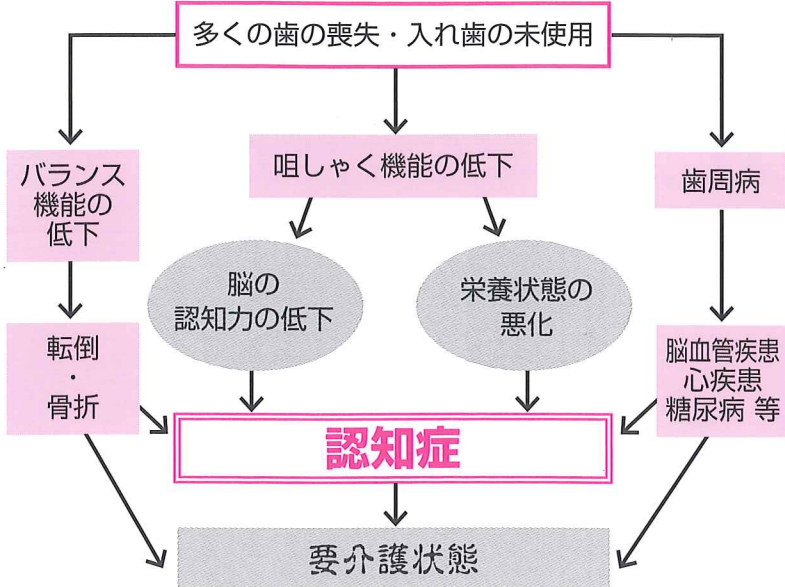 多くの歯の喪失・入れ歯の未使用
バランス
機能の
低下
咀しゃく機能の低下
歯周病
脳の
認知力の低下
栄養状態の
悪化
転倒
・
骨折
脳血管疾患
心疾患
糖尿病 等
認知症
要介護状態